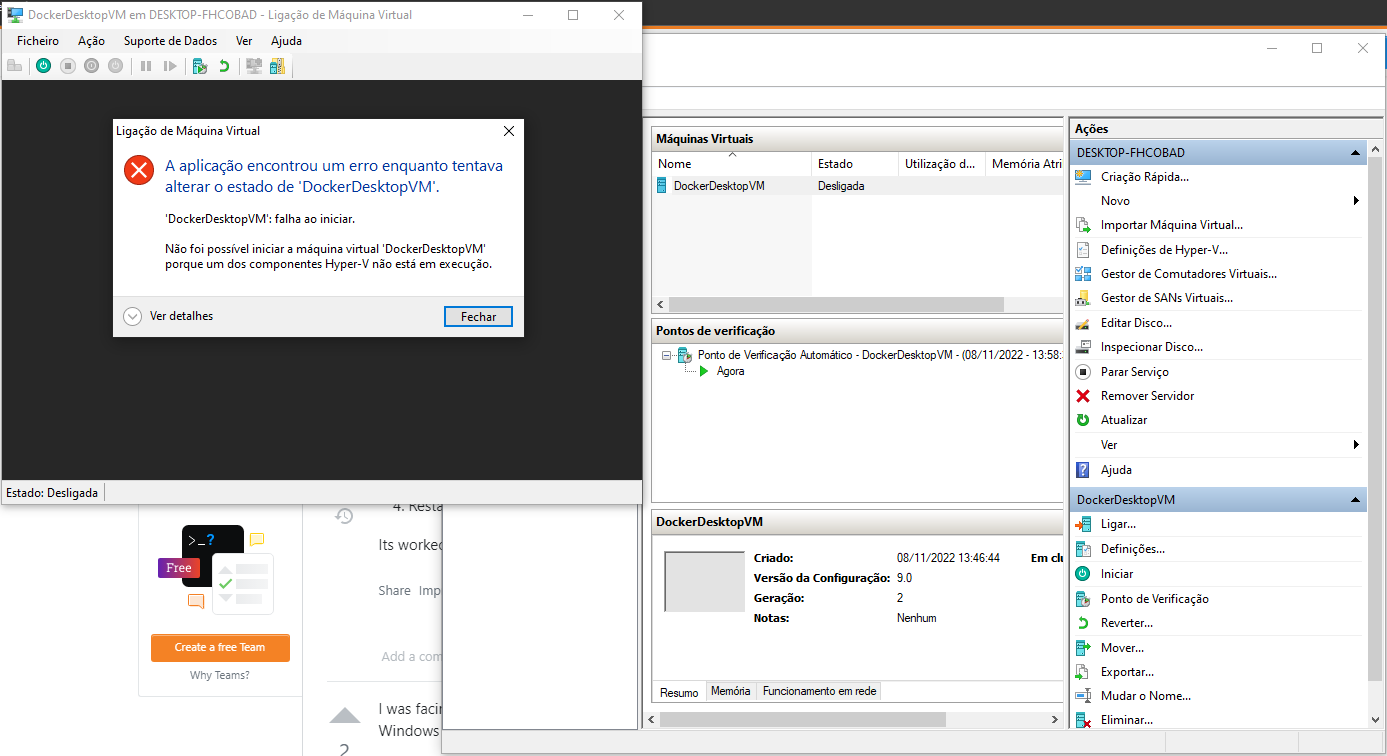 DockerDesktopVM em DESKTOP-FHCOBAD - Ligação de Máquina Virtual
Ficheiro Ação Suporte de Dados Ver Ajuda
Ligação de Máquina Virtual
A aplicação encontrou um erro enquanto tentava
alterar o estado de 'DockerDesktopVM'.
'DockerDesktopVM': falha ao iniciar.
Não foi possível iniciar a máquina virtual 'DockerDesktopVM'
porque um dos componentes Hyper-V não está em execução.
Ver detalhes
Fechar
Estado: Desligada
Máquinas Virtuais
Nome Estado Utilização d... Memória Atri
DockerDesktopVM Desligada
Pontos de verificação
Ponto de Verificação Automático - DockerDesktopVM - (08/11/2022 - 13:58:
Agora
DockerDesktopVM
Criado: 08/11/2022 13:46:44 Em clu
Versão da Configuração: 9.0
Geração: 2
Notas: Nenhum
Resumo Memória Funcionamento em rede
Ações
DESKTOP-FHCOBAD
Criação Rápida...
Novo
Importar Máquina Virtual...
Definições de Hyper-V...
Gestor de Comutadores Virtuais...
Gestor de SANs Virtuais...
Editar Disco...
Inspecionar Disco...
Parar Serviço
Remover Servidor
Atualizar
Ver
Ajuda
DockerDesktopVM
Ligar...
Definições...
Iniciar
Ponto de Verificação
Reverter...
Mover...
Exportar...
Mudar o Nome...
Eliminar...
>_?
Free
Create a free Team
Why Teams?
4. Resta
Its worked
Share Imp
Add a com
I was facin
Windows
2